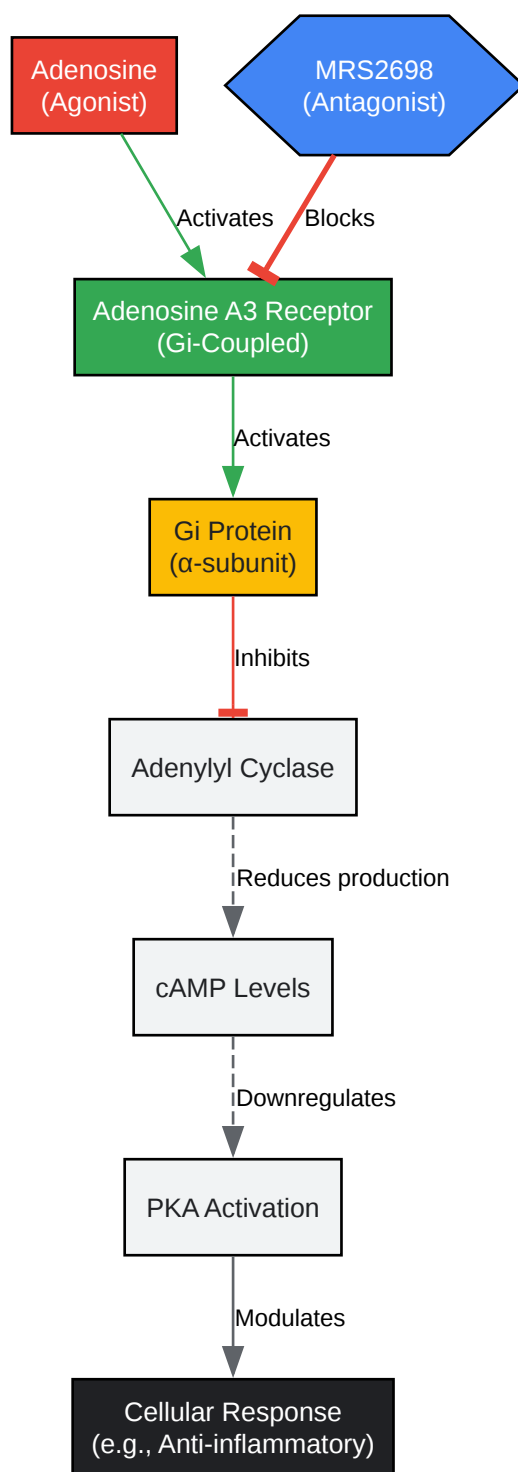 Adenosine
(Agonist)
MRS2698
(Antagonist)
Activates
Blocks
Adenosine A3 Receptor
(Gi-Coupled)
Activates
Gi Protein
(α-subunit)
Inhibits
Adenylyl Cyclase
Reduces production
cAMP Levels
Downregulates
PKA Activation
Modulates
Cellular Response
(e.g., Anti-inflammatory)